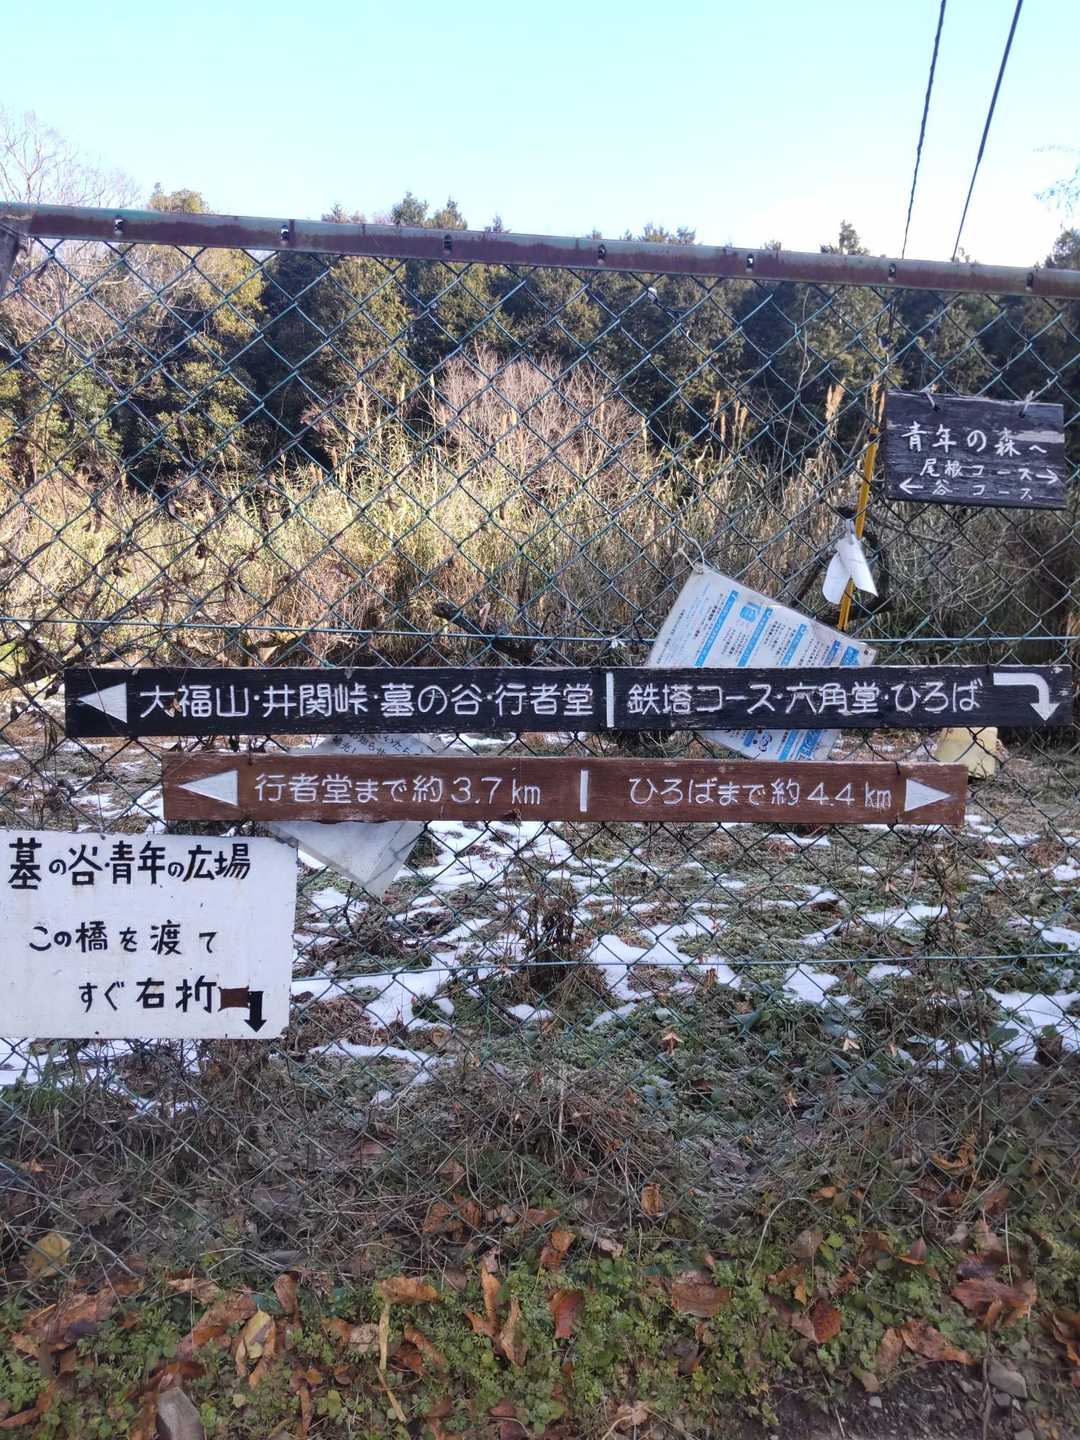 青年の森へ
尾根コース→
←谷 コース
大福山・井関峠・墓の谷・行者堂 | 鉄塔コース・六角堂・ひろば
行者堂まで約3.7km | ひろばまで約4.4km
墓の谷・青年の広場
この橋を渡て
すぐ右折